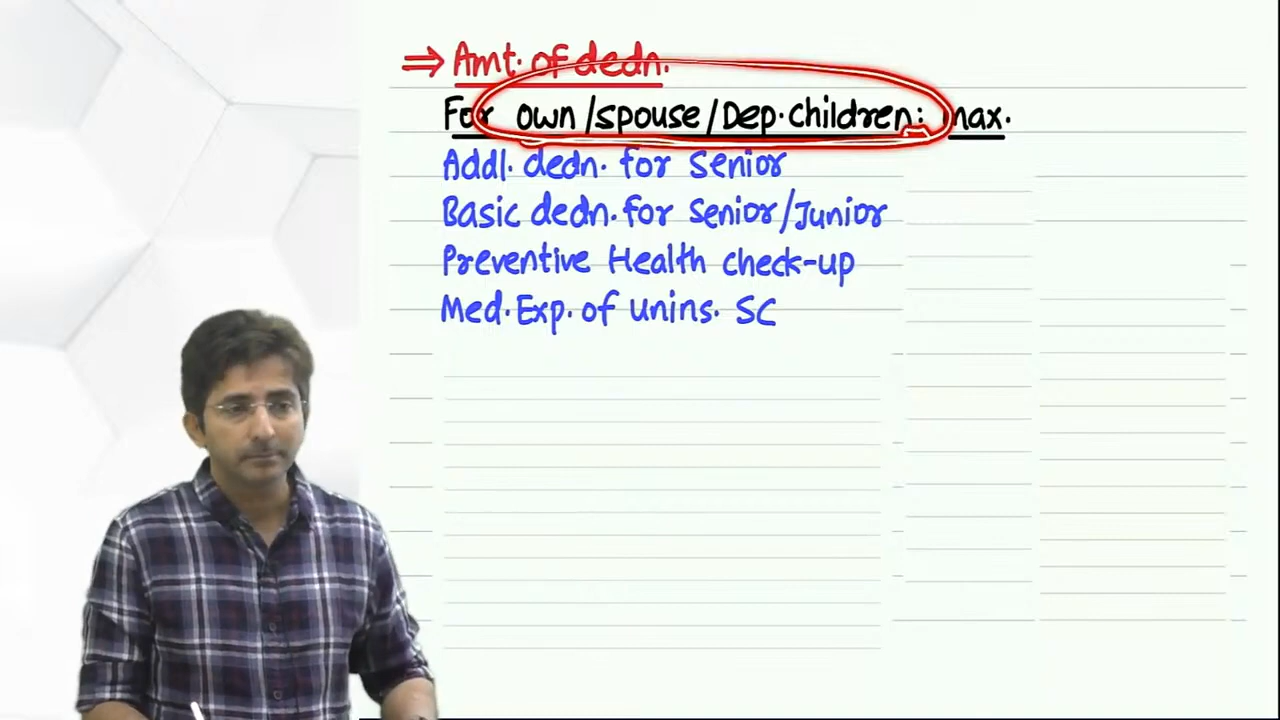 ⇒ Amt. of dedn.
For own/spouse/Dep. children: max.
Addl. dedn. for Senior
Basic dedn. for Senior/Junior
Preventive Health check-up
Med. Exp. of Unins. SC